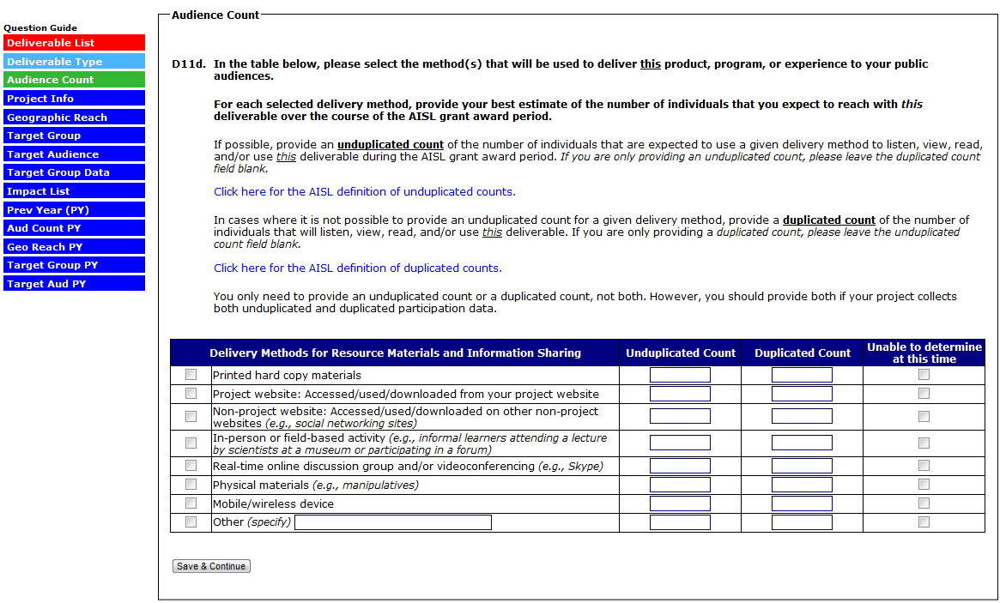 Question Guide
Deliverable List
Deliverable Type
Audience Count
Project Info
Geographic Reach
Target Group
Target Audience
Target Group Data
Impact List
Prev Year (PY)
Aud Count PY
Geo Reach PY
Target Group PY
Target Aud PY
Audience Count
D11d. In the table below, please select the method(s) that will be used to deliver this product, program, or experience to your public
audiences.
For each selected delivery method, provide your best estimate of the number of individuals that you expect to reach with this
deliverable over the course of the AISL grant award period.
If possible, provide an unduplicated count of the number of individuals that are expected to use a given delivery method to listen, view, read,
and/or use this deliverable during the AISL grant award period. If you are only providing an unduplicated count, please leave the duplicated count
field blank.
Click here for the AISL definition of unduplicated counts.
In cases where it is not possible to provide an unduplicated count for a given delivery method, provide a duplicated count of the number of
individuals that will listen, view, read, and/or use this deliverable. If you are only providing a duplicated count, please leave the unduplicated
count field blank.
Click here for the AISL definition of duplicated counts.
You only need to provide an unduplicated count or a duplicated count, not both. However, you should provide both if your project collects
both unduplicated and duplicated participation data.
Delivery Methods for Resource Materials and Information Sharing
Unduplicated Count
Duplicated Count
Unable to determine
at this time
Printed hard copy materials
Project website: Accessed/used/downloaded from your project website
Non-project website: Accessed/used/downloaded on other non-project
websites (e.g., social networking sites)
In-person or field-based activity (e.g., informal learners attending a lecture
by scientists at a museum or participating in a forum)
Real-time online discussion group and/or videoconferencing (e.g., Skype)
Physical materials (e.g., manipulatives)
Mobile/wireless device
Other (specify)
Save & Continue